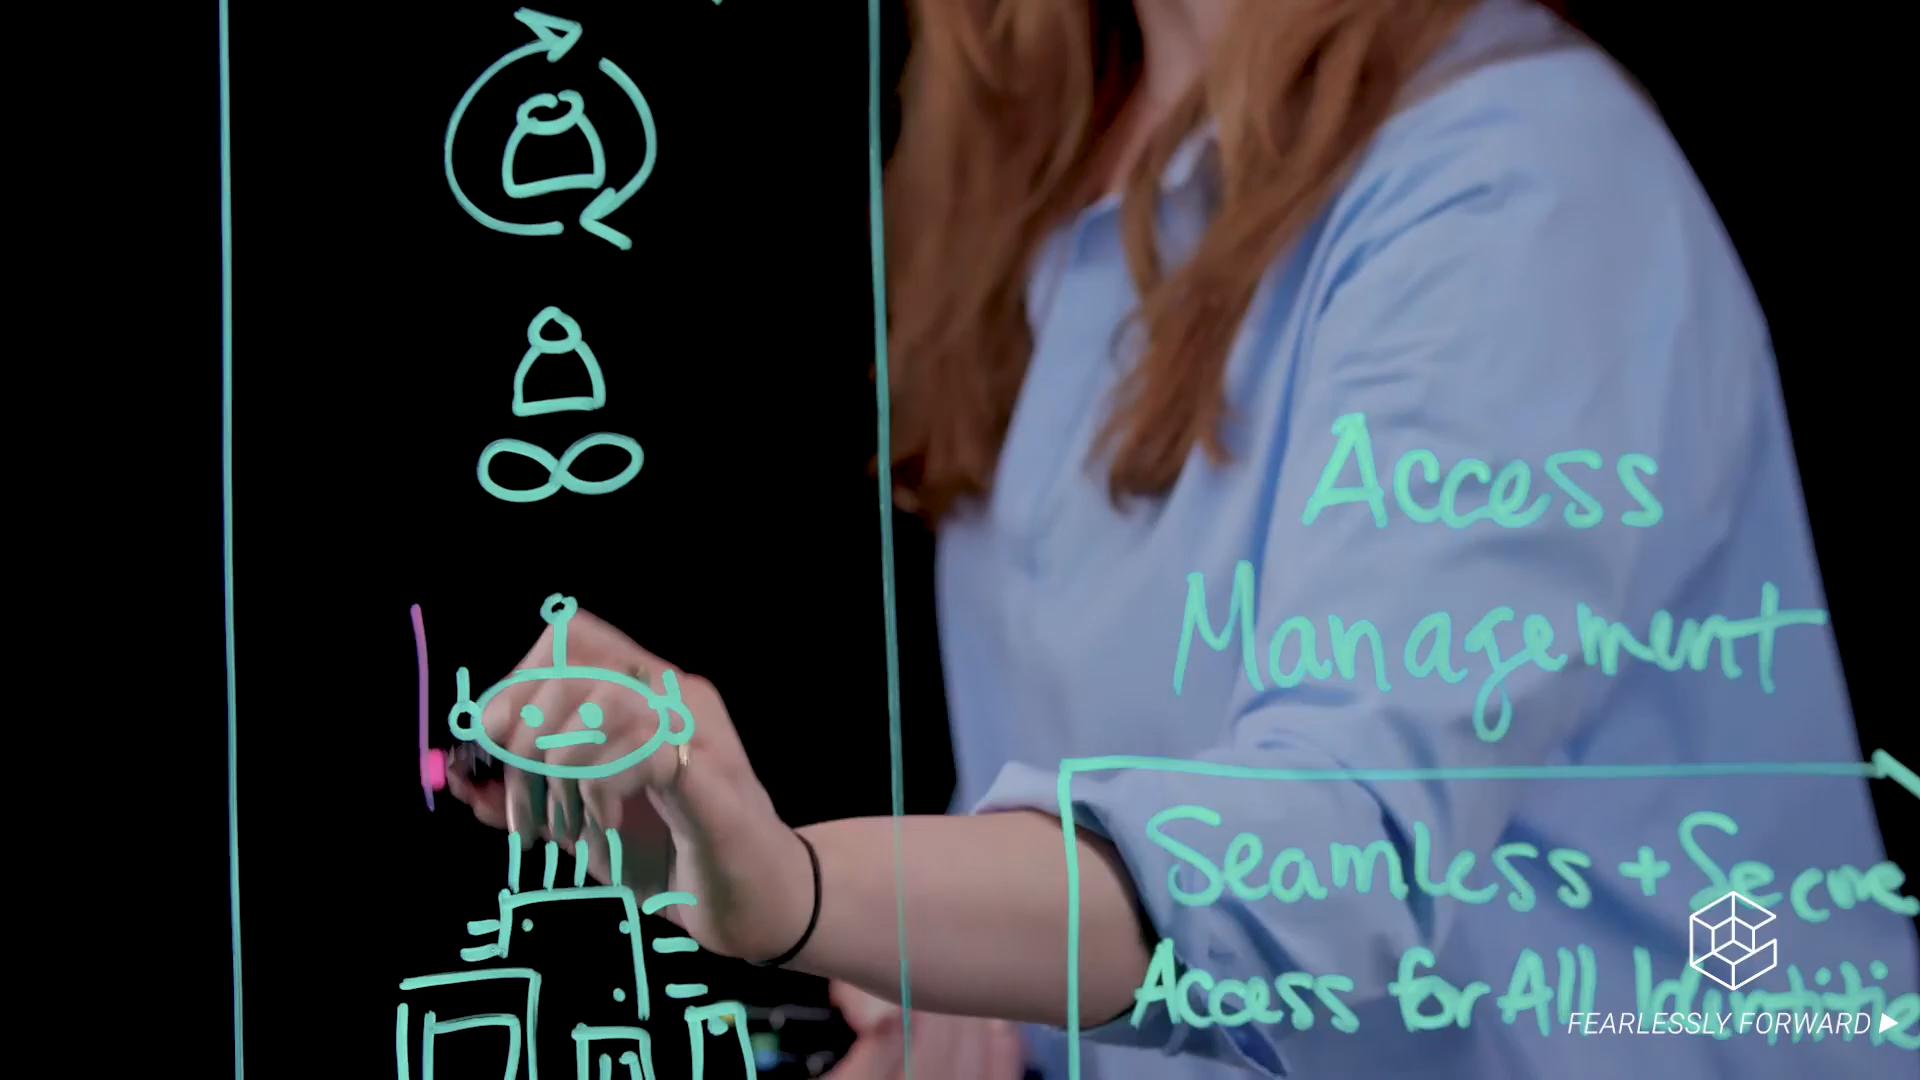 Access
Management
Seamless + Secure
Access for All Identities
FEARLESSLY FORWARD